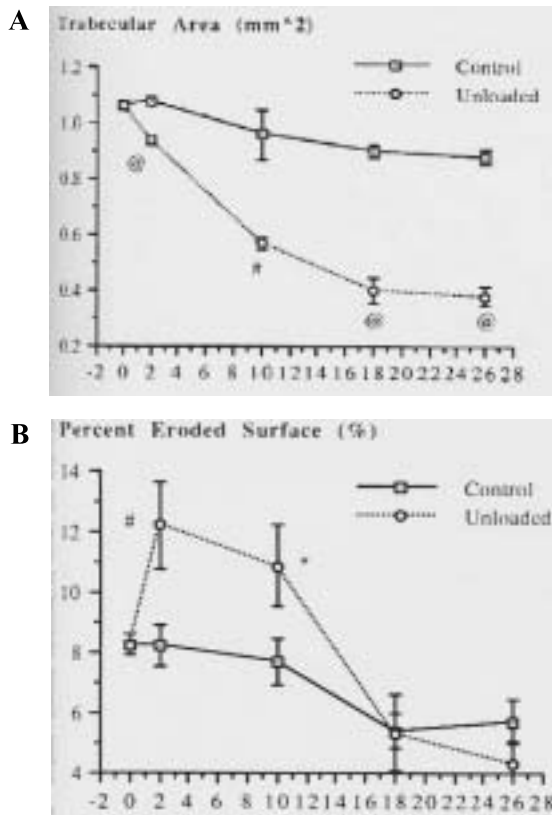 A
Trabecular Area (mm^2)
1.2
Control
Unloaded
1.0
@
0.8
0.6
#
0.4
@ @
0.2
-2 0 2 4 6 8 10 12 14 16 18 20 22 24 26 28
B
Percent Eroded Surface (%)
14
Control
# Unloaded
12
*
10
8
6
4
-2 0 2 4 6 8 10 12 14 16 18 20 22 24 26 28